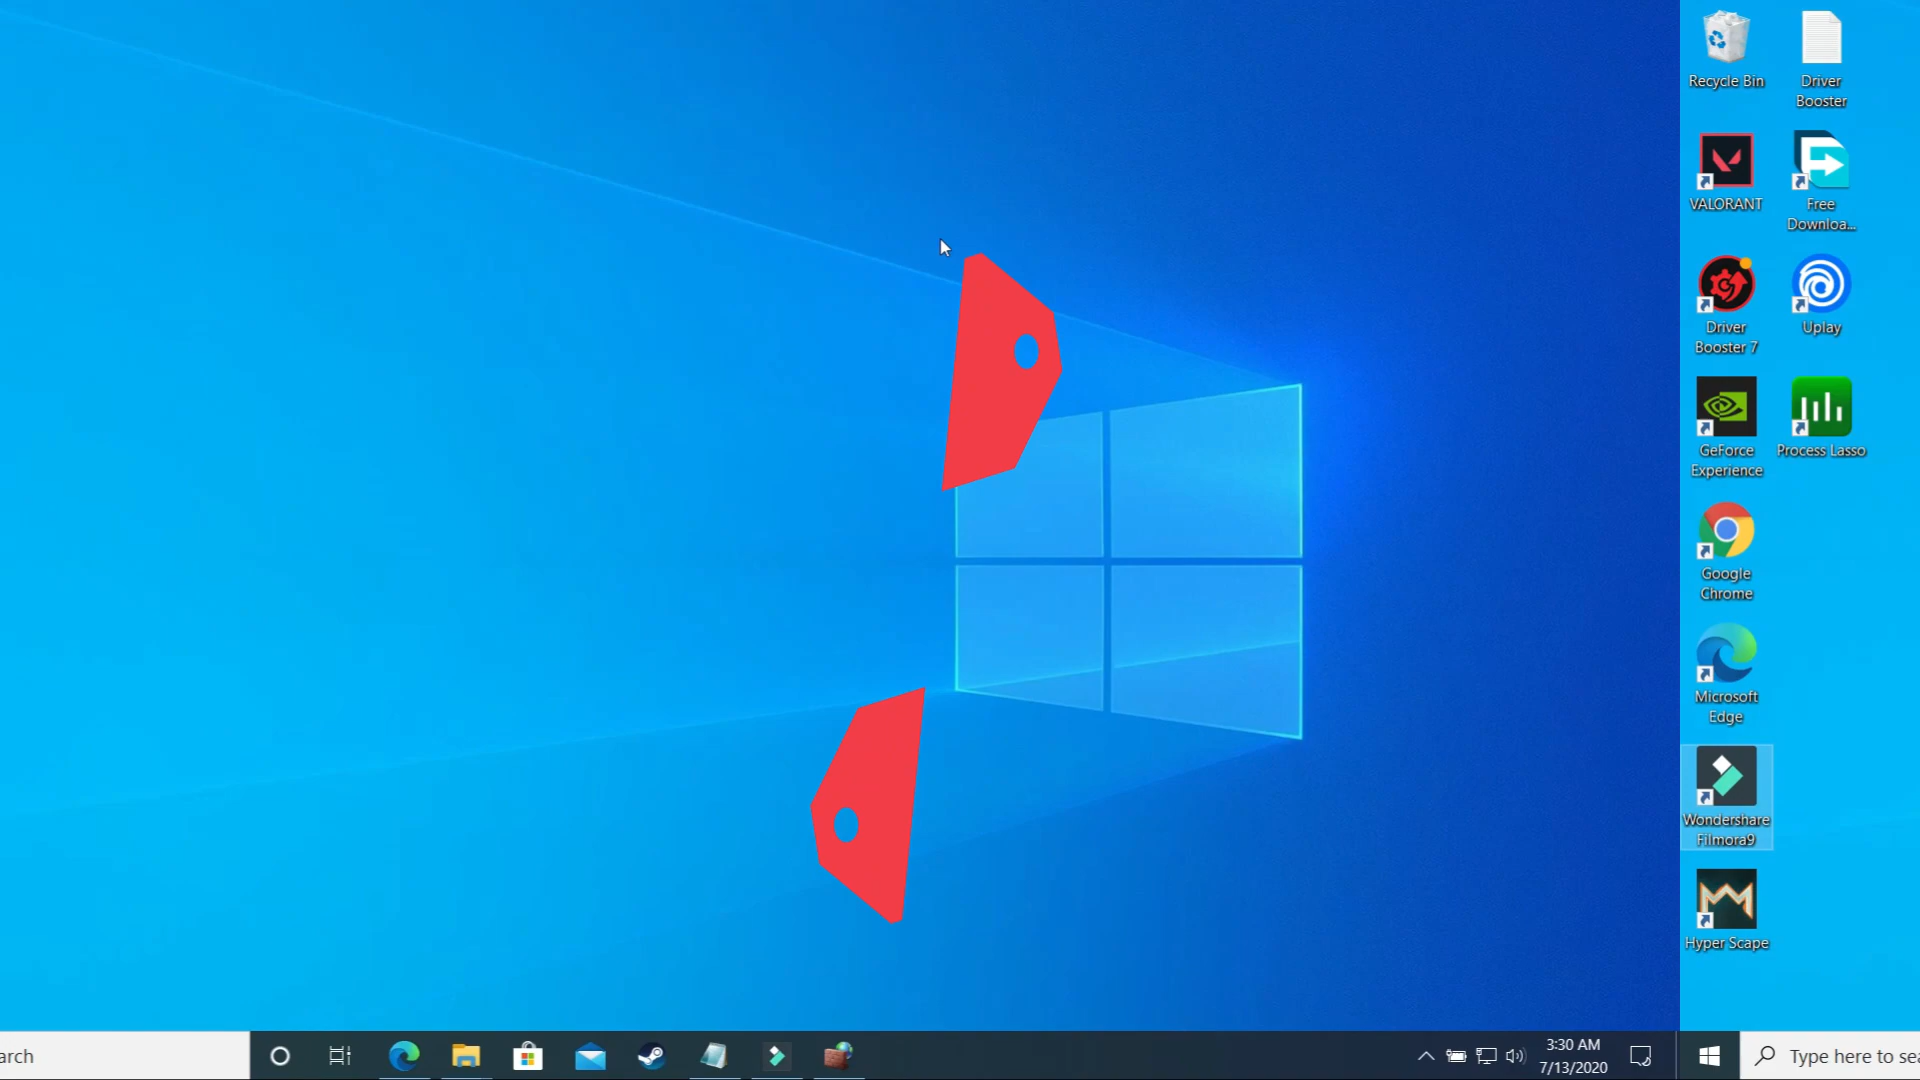 Recycle Bin
Driver
Booster
VALORANT
Free
Downloa...
Driver
Booster 7
Uplay
GeForce
Experience
Process Lasso
Google
Chrome
Microsoft
Edge
Wondershare
Filmora9
Hyper Scape
arch
3:30 AM
7/13/2020
Type here to sea